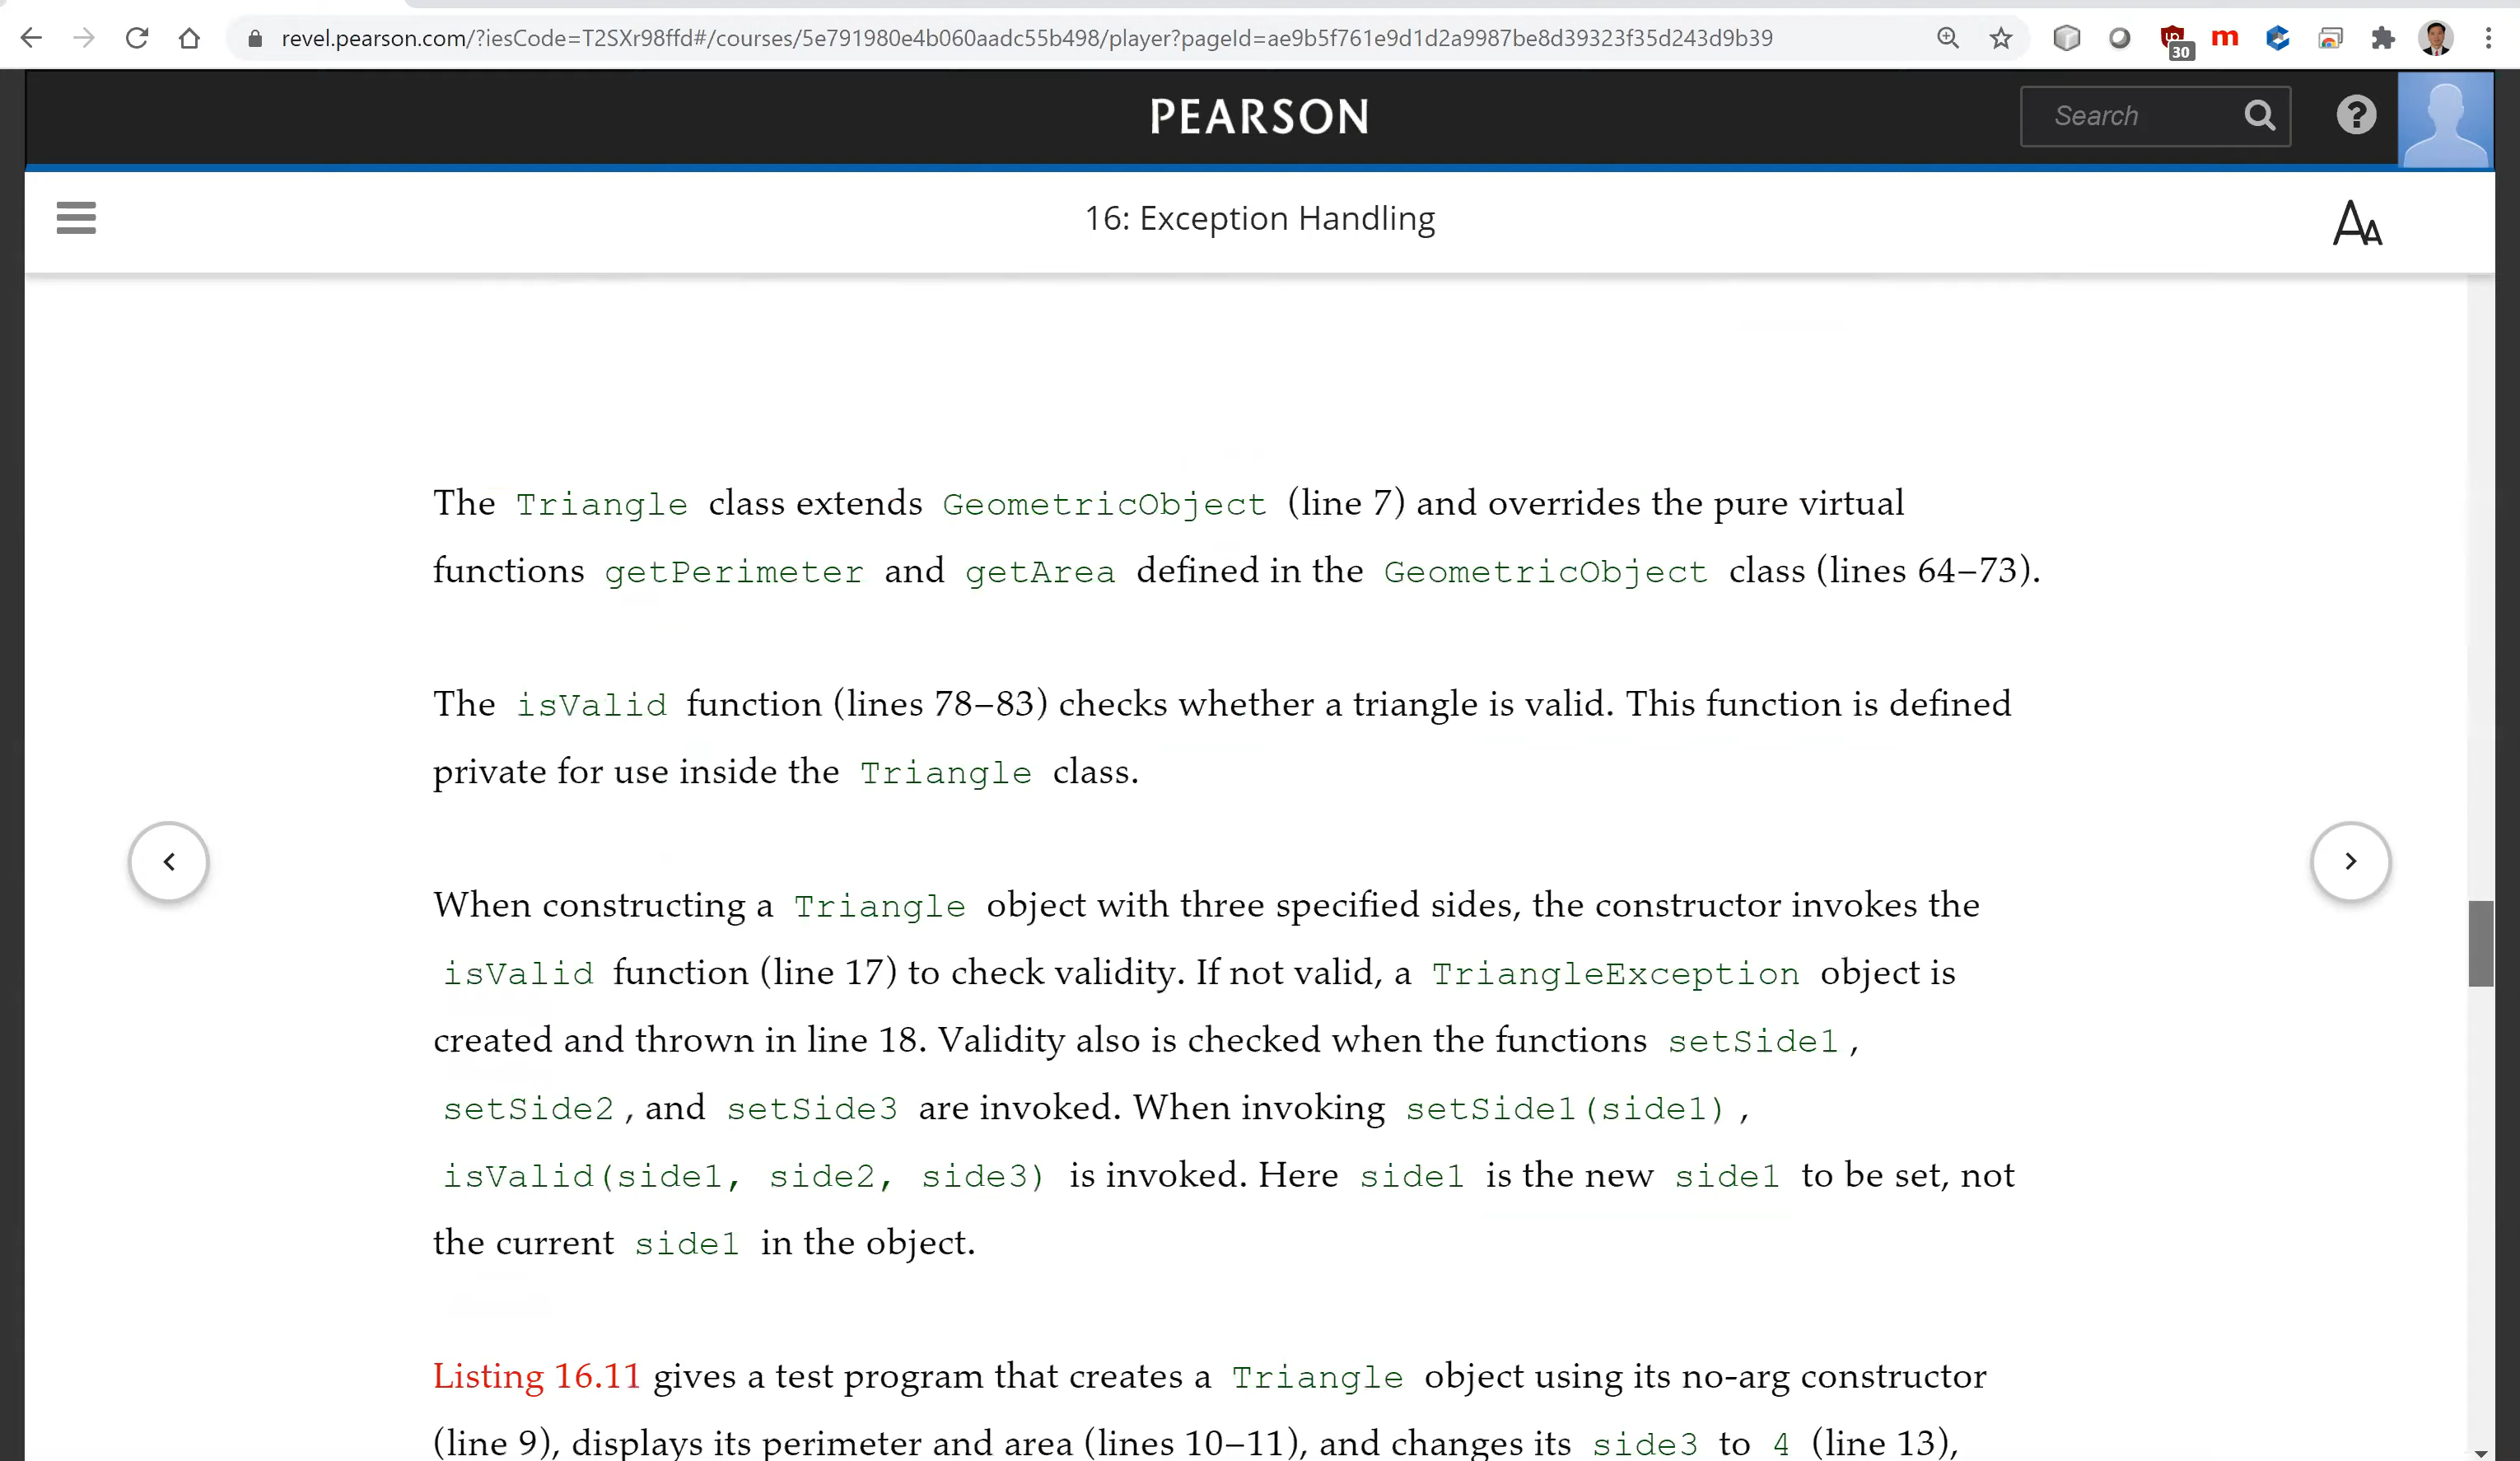 revel.pearson.com/?iesCode=T2SXr98ffd#/courses/5e791980e4b060aadc55b498/player?pageId=ae9b5f761e9d1d2a9987be8d39323f35d243d9b39
30
m
PEARSON
Search
?
16: Exception Handling
AA
The Triangle class extends GeometricObject (line 7) and overrides the pure virtual
functions getPerimeter and getArea defined in the GeometricObject class (lines 64–73).
The isValid function (lines 78–83) checks whether a triangle is valid. This function is defined
private for use inside the Triangle class.
When constructing a Triangle object with three specified sides, the constructor invokes the
isValid function (line 17) to check validity. If not valid, a TriangleException object is
created and thrown in line 18. Validity also is checked when the functions setSide1,
setSide2, and setSide3 are invoked. When invoking setSide1(side1),
isValid(side1, side2, side3) is invoked. Here side1 is the new side1 to be set, not
the current side1 in the object.
Listing 16.11 gives a test program that creates a Triangle object using its no-arg constructor
(line 9), displays its perimeter and area (lines 10–11), and changes its side3 to 4 (line 13),